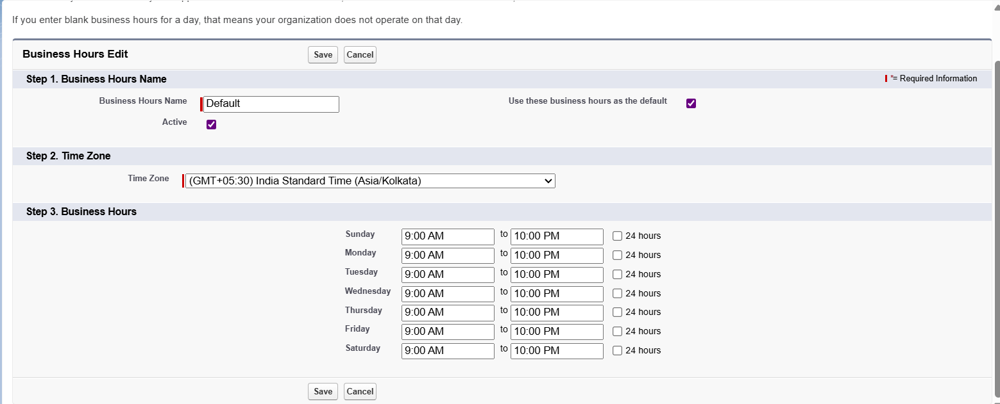 If you enter blank business hours for a day, that means your organization does not operate on that day.
Business Hours Edit Save Cancel
Step 1. Business Hours Name *= Required Information
Business Hours Name Default Use these business hours as the default
Active
Step 2. Time Zone
Time Zone (GMT+05:30) India Standard Time (Asia/Kolkata)
Step 3. Business Hours
Sunday 9:00 AM to 10:00 PM 24 hours
Monday 9:00 AM to 10:00 PM 24 hours
Tuesday 9:00 AM to 10:00 PM 24 hours
Wednesday 9:00 AM to 10:00 PM 24 hours
Thursday 9:00 AM to 10:00 PM 24 hours
Friday 9:00 AM to 10:00 PM 24 hours
Saturday 9:00 AM to 10:00 PM 24 hours
Save Cancel